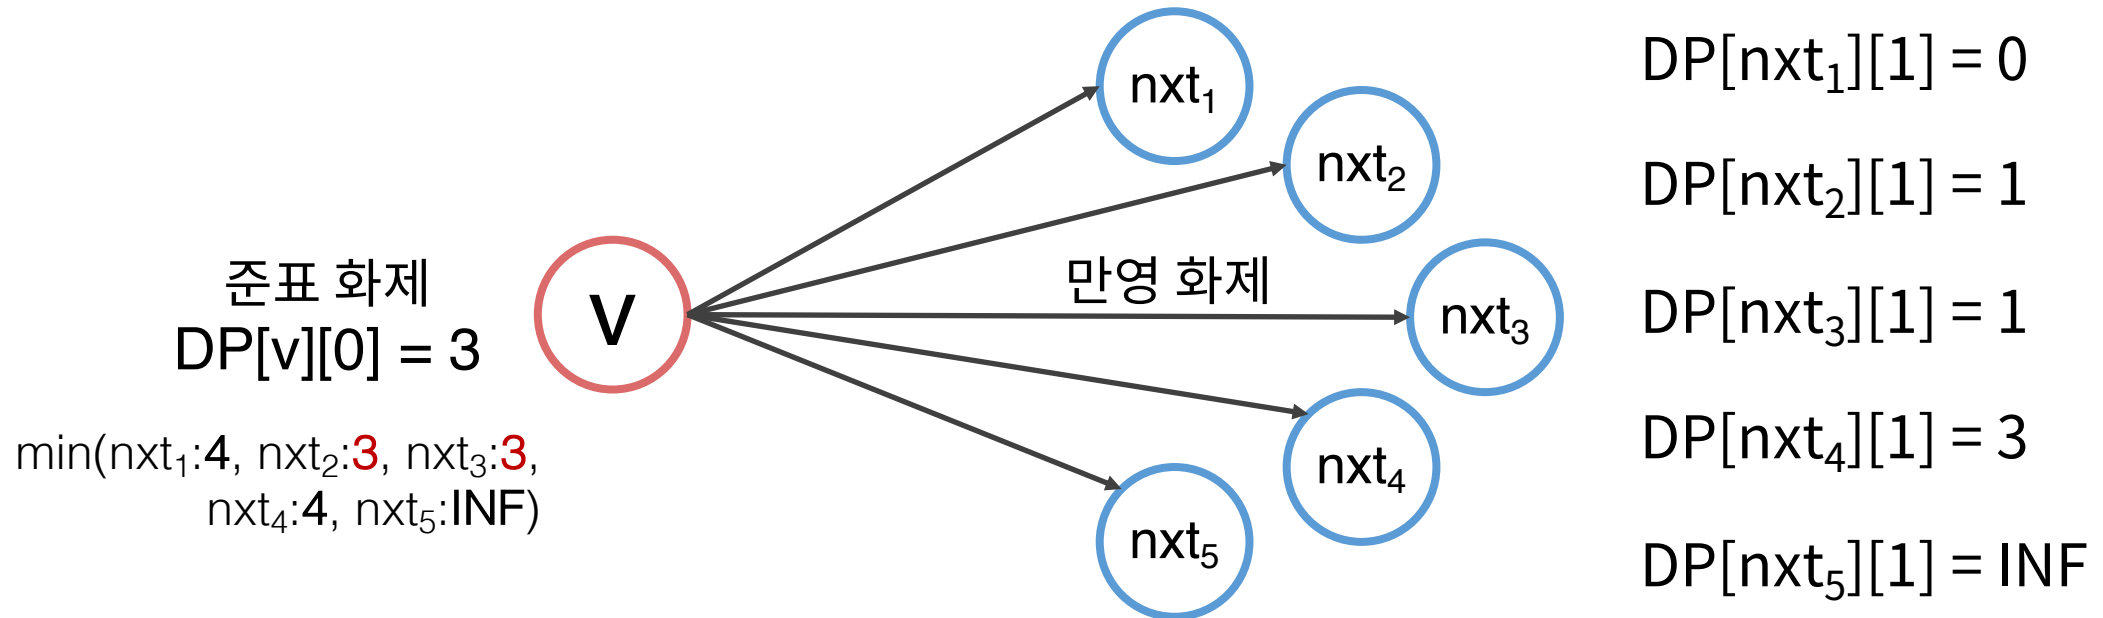 준표 화제
DP[v][0] = 3
min(nxt₁:4, nxt₂:3, nxt₃:3,
nxt₄:4, nxt₅:INF)
v
만영 화제
nxt₁
nxt₂
nxt₃
nxt₄
nxt₅
DP[nxt₁][1] = 0
DP[nxt₂][1] = 1
DP[nxt₃][1] = 1
DP[nxt₄][1] = 3
DP[nxt₅][1] = INF